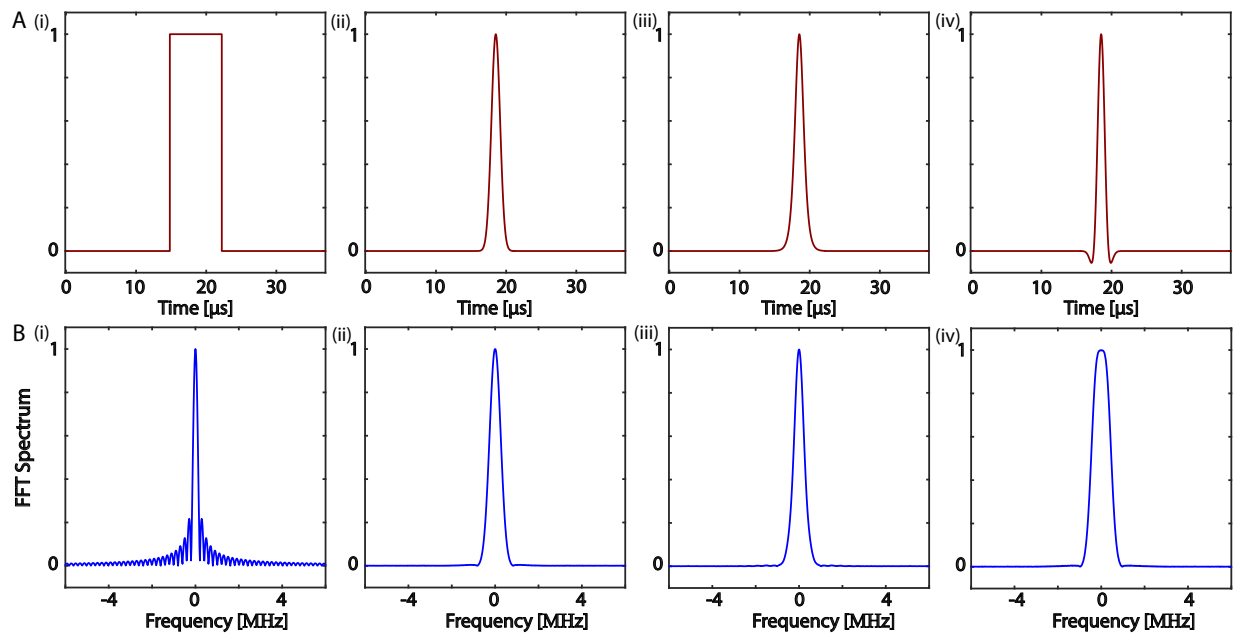 A (i) (ii) (iii) (iv)
1 1 1 1
0 0 0 0
0 10 20 30 0 10 20 30 0 10 20 30 0 10 20 30
Time [µs] Time [µs] Time [µs] Time [µs]
B (i) (ii) (iii) (iv)
1 1 1 1
FFT Spectrum
0 0 0 0
-4 0 4 -4 0 4 -4 0 4 -4 0 4
Frequency [MHz] Frequency [MHz] Frequency [MHz] Frequency [MHz]